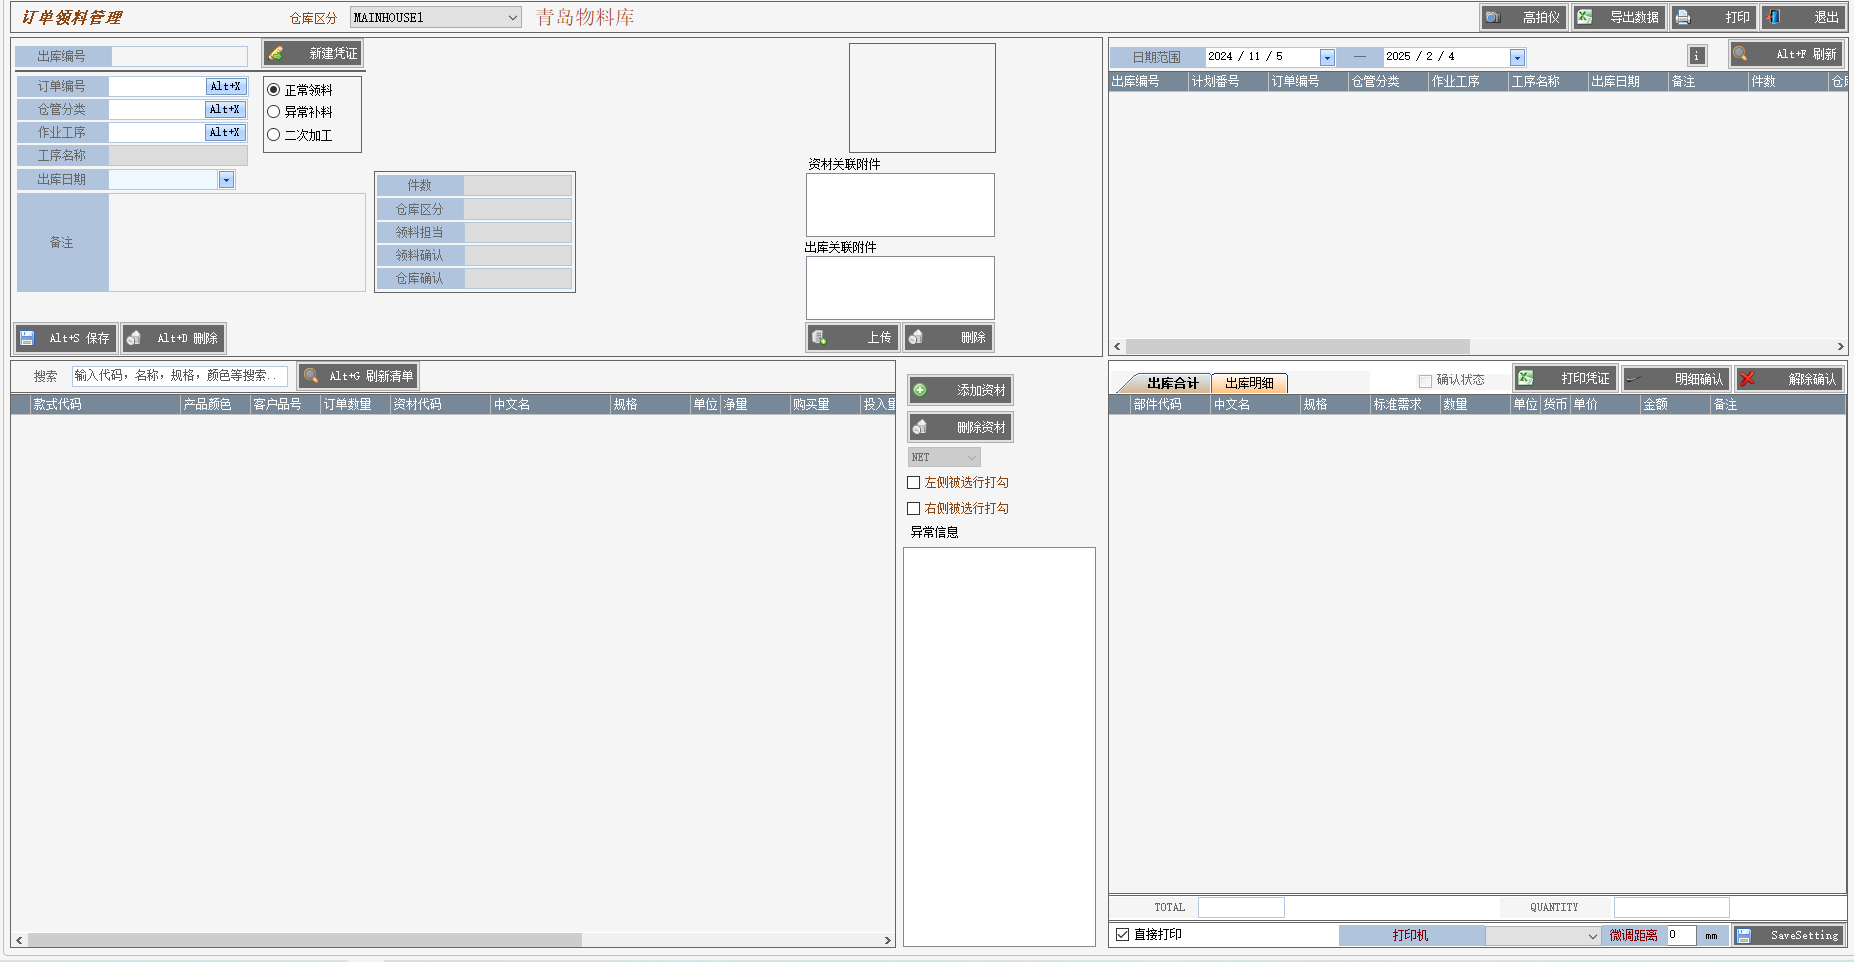 订单领料管理 仓库区分 MAINHOUSE1 青岛物料库 高拍仪 导出数据 打印 退出
出库编号 新建凭证
订单编号 Alt+X
仓管分类 Alt+X
作业工序 Alt+X
工序名称
出库日期
备注
正常领料
异常补料
二次加工
件数
仓库区分
领料担当
领料确认
仓库确认
资材关联附件
出库关联附件
上传 删除
Alt+S 保存 Alt+D 删除
日期范围 2024 / 11 / 5 — 2025 / 2 / 4 i Alt+F 刷新
出库编号 计划番号 订单编号 仓管分类 作业工序 工序名称 出库日期 备注 件数
搜索 输入代码，名称，规格，颜色等搜索.. Alt+G 刷新清单
款式代码 产品颜色 客户品号 订单数量 资材代码 中文名 规格 单位 净量 购买量 投入量
添加资材
删除资材
NET
左侧被选行打勾
右侧被选行打勾
异常信息
出库合计 出库明细 确认状态 打印凭证 明细确认 解除确认
部件代码 中文名 规格 标准需求 数量 单位 货币 单价 金额 备注
TOTAL QUANTITY
直接打印 打印机 微调距离 0 mm SaveSetting